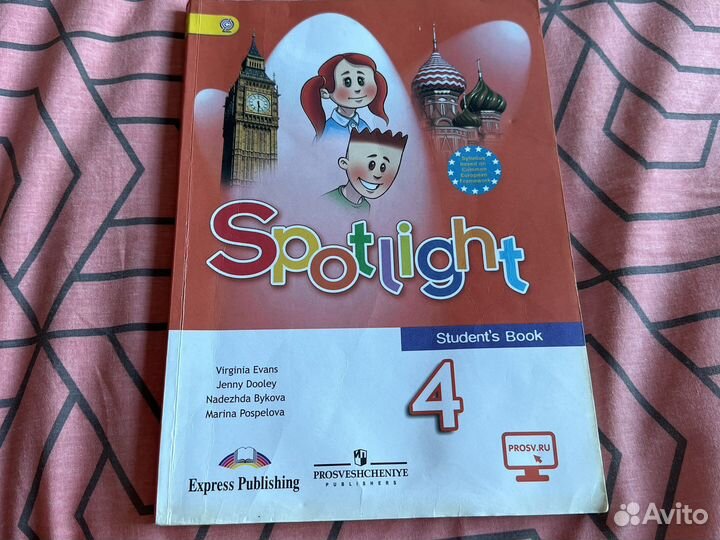 Syllabus
based on
Common
European
Framework
Spotlight
Student's Book
4
Virginia Evans
Jenny Dooley
Nadezhda Bykova
Marina Pospelova
Express Publishing
PROSVESHCHENIYE
PUBLISHERS
PROSV.RU
Avito